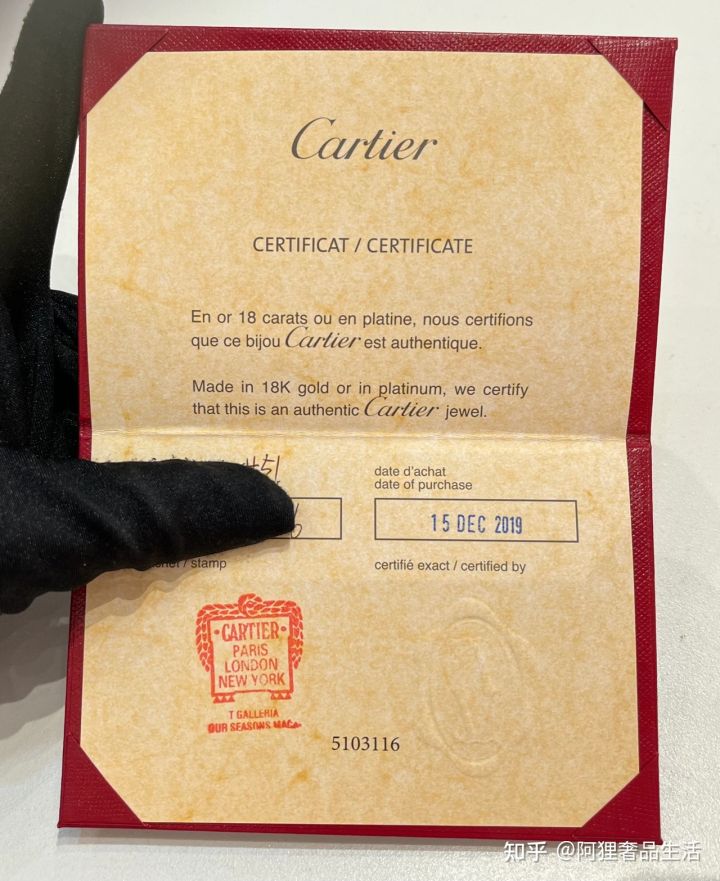 Cartier
CERTIFICAT / CERTIFICATE
En or 18 carats ou en platine, nous certifions
que ce bijou Cartier est authentique.
Made in 18K gold or in platinum, we certify
that this is an authentic Cartier jewel.
#51
date d'achat
date of purchase
15 DEC 2019
/ stamp
certifié exact / certified by
CARTIER
PARIS
LONDON
NEW YORK
T GALLERIA
OUR SEASONS
5103116
知乎 @阿狸奢品生活